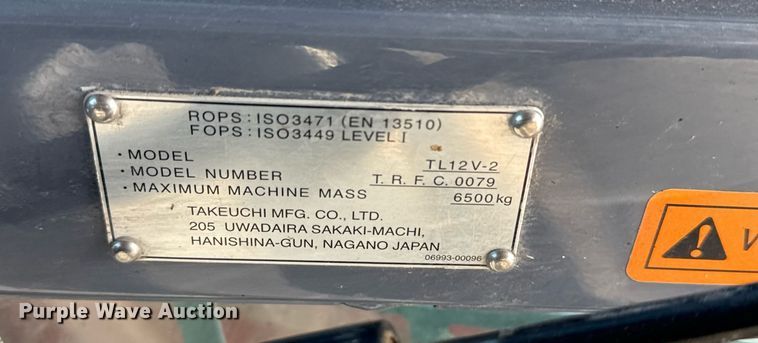 ROPS : ISO3471 (EN 13510)
FOPS : ISO3449 LEVEL I
· MODEL TL12V-2
· MODEL NUMBER T. R. F. C. 0079
· MAXIMUM MACHINE MASS 6500kg
TAKEUCHI MFG. CO., LTD.
205 UWADAIRA SAKAKI-MACHI,
HANISHINA-GUN, NAGANO JAPAN
06993-00096
Purple Wave Auction